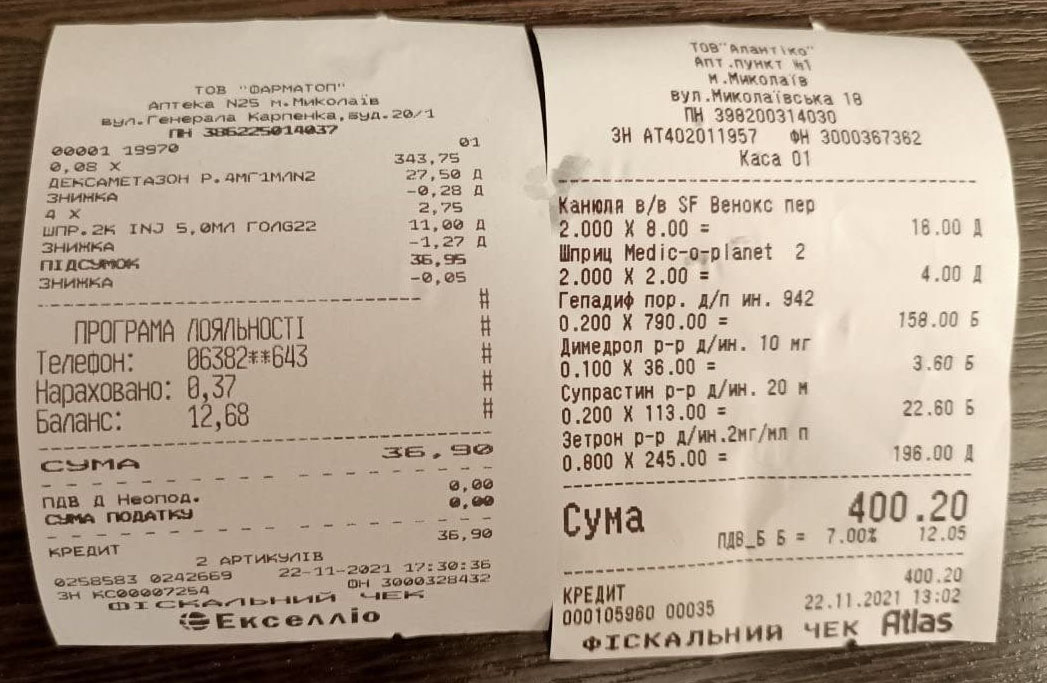 ТОВ "ФАРМАТОП"
Аптека N25 м.Миколаїв
вул.Генерала Карпенка,буд.20/1
ПН 386225014037
00001 19970 01
0,08 X 343,75
ДЕКСАМЕТАЗОН Р.4МГ1МЛN2 27,50 Д
ЗНИЖКА -0,28 Д
4 X 2,75
ШПР.2К INJ 5,0МЛ ГОЛG22 11,00 Д
ЗНИЖКА -1,27 Д
ПІДСУМОК 36,95
ЗНИЖКА -0,05
#
ПРОГРАМА ЛОЯЛЬНОСТІ #
Телефон: 06382**643 #
Нараховано: 0,37 #
Баланс: 12,68 #
СУМА 36,90
ПДВ Д Неопод. 0,00
СУМА ПОДАТКУ 0,00
КРЕДИТ 36,90
2 АРТИКУЛІВ
0258583 0242669 22-11-2021 17:30:36
ЗН КС00007254 ФН 3000328432
ФІСКАЛЬНИЙ ЧЕК
Екселліо
ТОВ"Алантіко"
Апт.пункт №1
м.Миколаїв
вул.Миколаївська 18
ПН 398200314030
ЗН АТ402011957 ФН 3000367362
Каса 01
Канюля в/в SF Венокс пер
2.000 X 8.00 = 16.00 Д
Шприц Medic-o-planet 2
2.000 X 2.00 = 4.00 Д
Гепадиф пор. д/п ин. 942
0.200 X 790.00 = 158.00 Б
Димедрол р-р д/ин. 10 мг
0.100 X 36.00 = 3.60 Б
Супрастин р-р д/ин. 20 м
0.200 X 113.00 = 22.60 Б
Зетрон р-р д/ин.2мг/мл п
0.800 X 245.00 = 196.00 Д
Сума 400.20
ПДВ_Б Б = 7.00% 12.05
КРЕДИТ 400.20
000105960 00035 22.11.2021 13:02
ФІСКАЛЬНИЙ ЧЕК Atlas